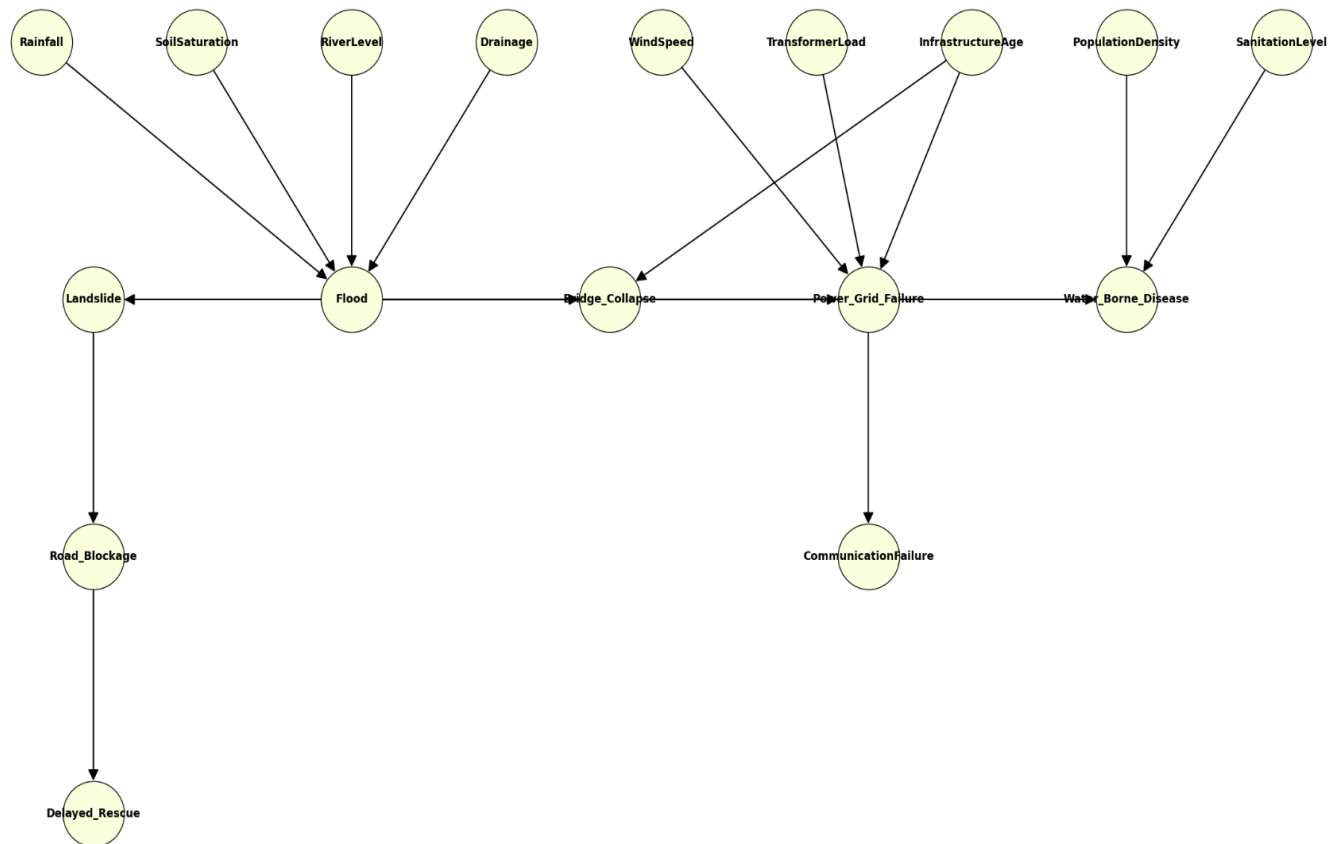 Rainfall
SoilSaturation
RiverLevel
Drainage
WindSpeed
TransformerLoad
InfrastructureAge
PopulationDensity
SanitationLevel
Landslide
Flood
Bridge_Collapse
Power_Grid_Failure
Water_Borne_Disease
Road_Blockage
CommunicationFailure
Delayed_Rescue